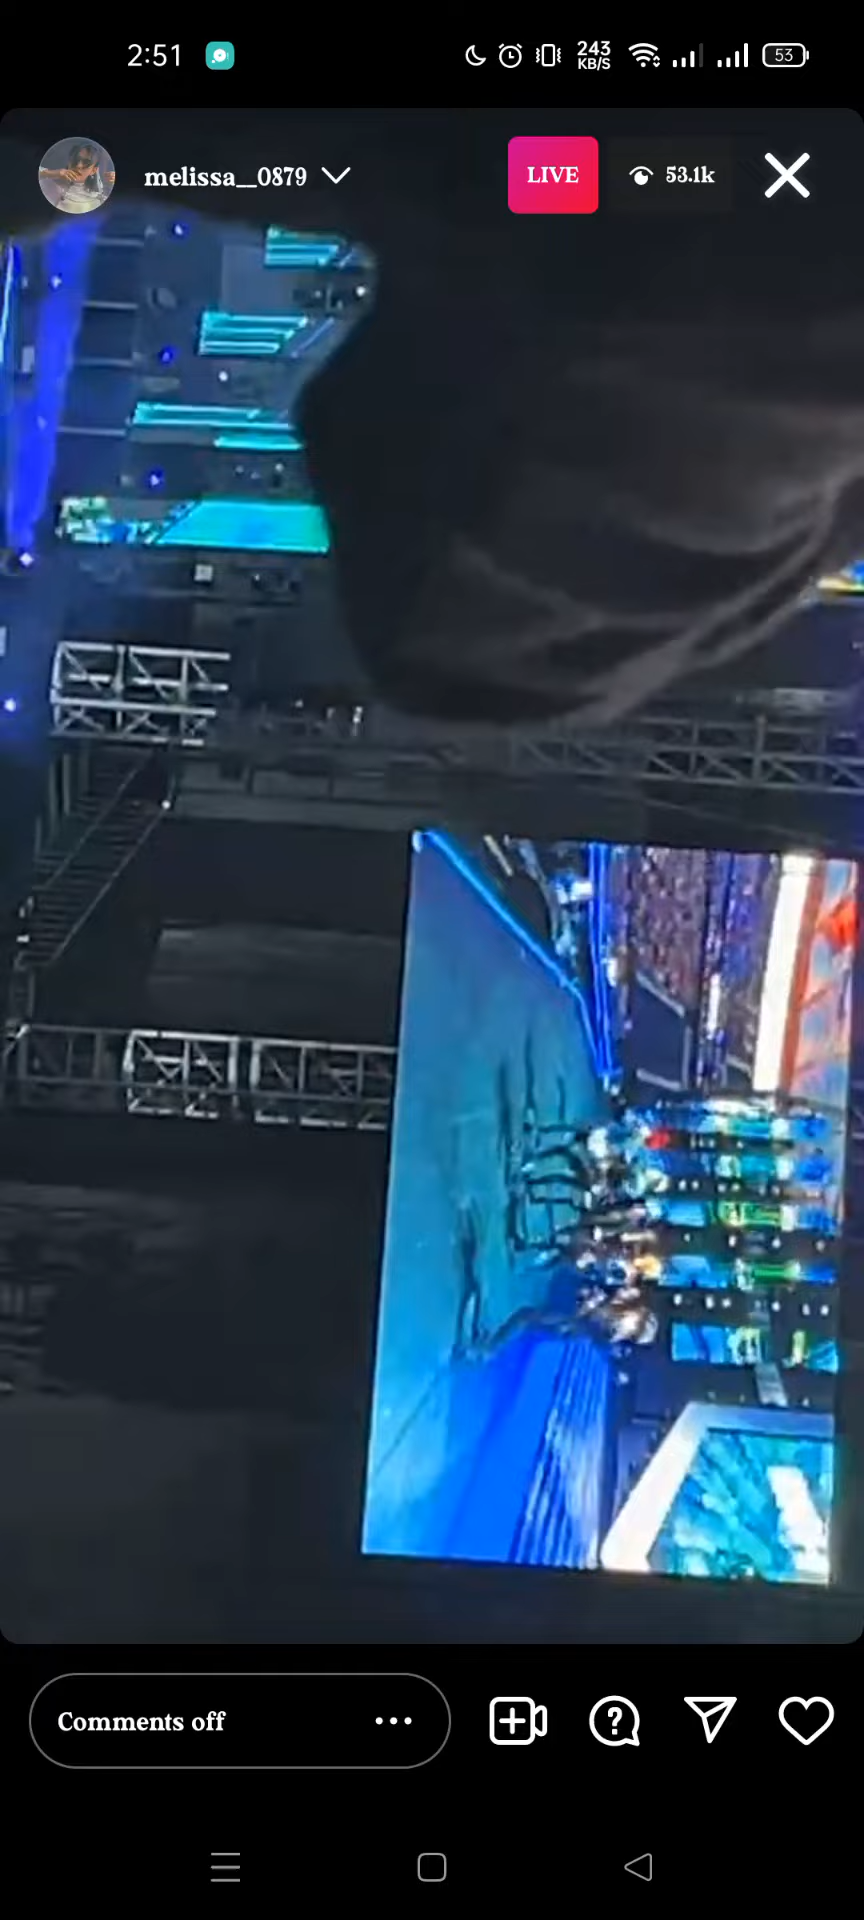 2:51
243
KB/S
53
melissa__0879
LIVE
53.1k
Comments off